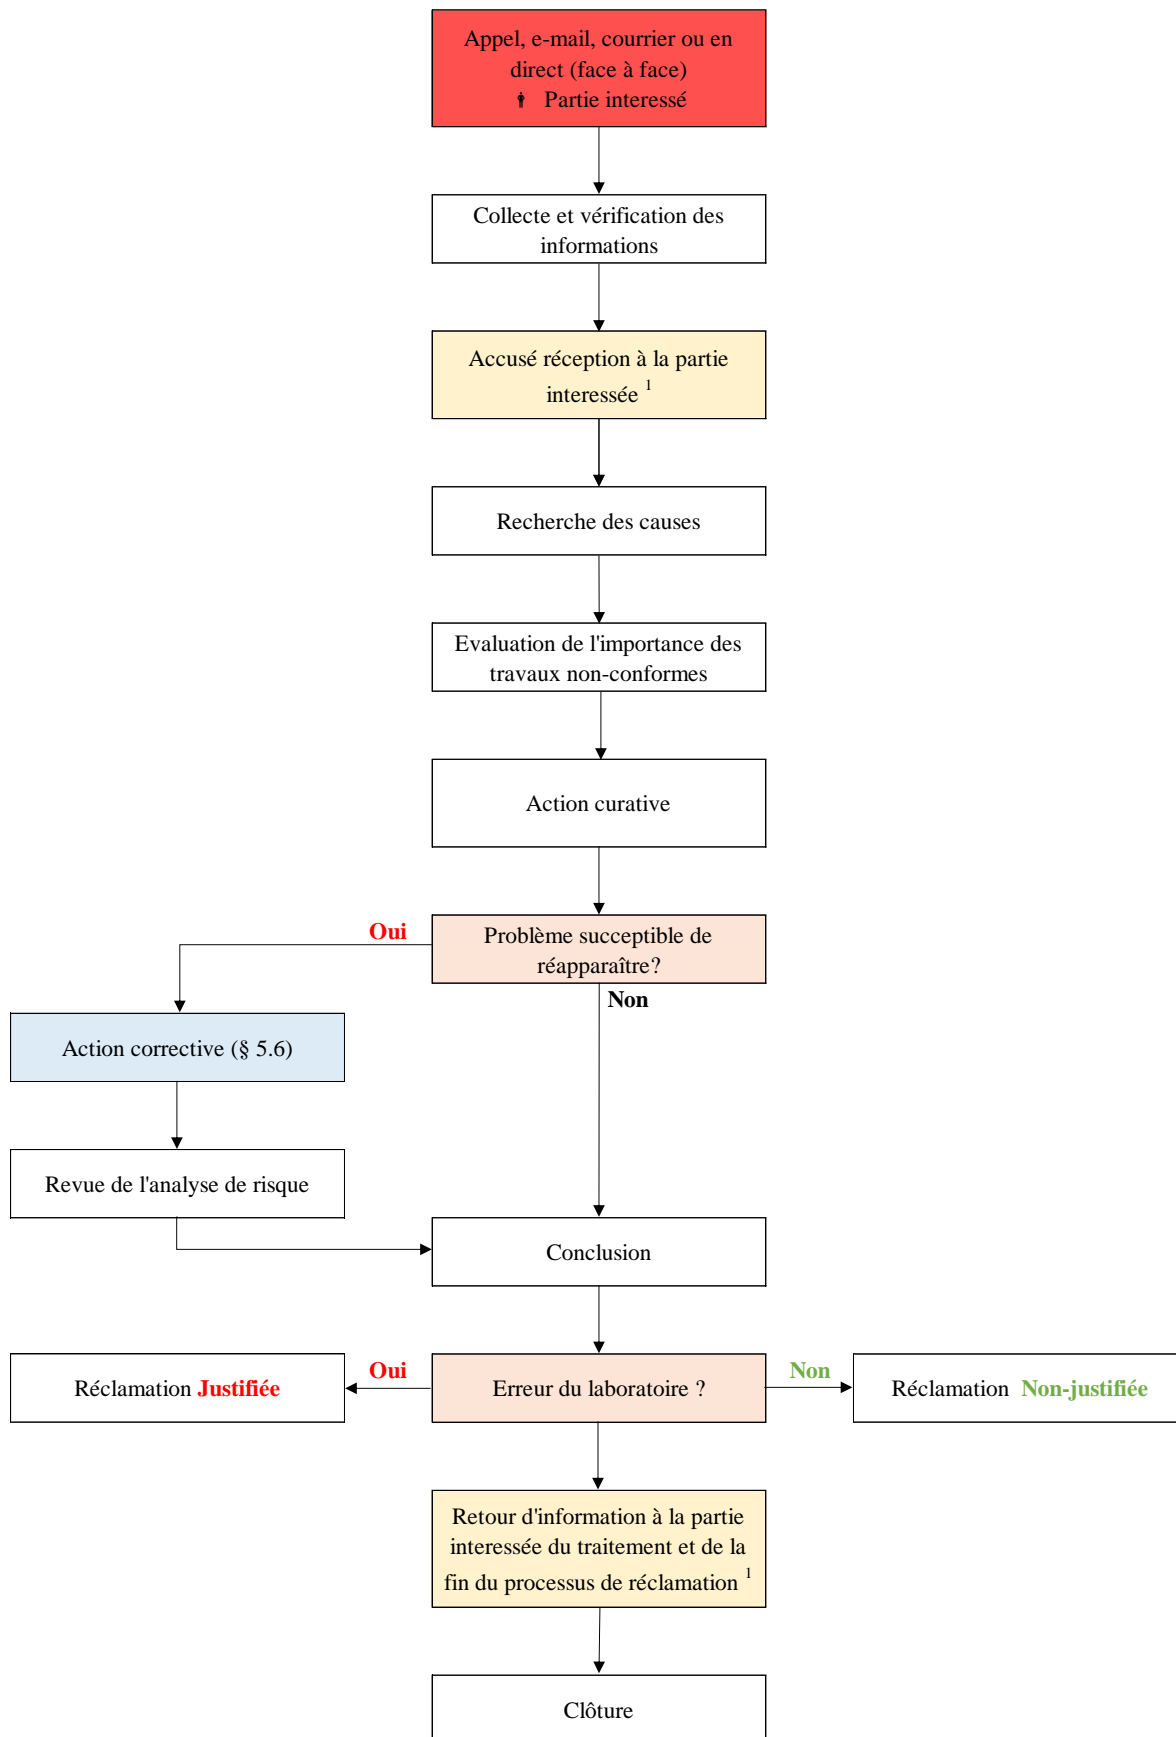 Appel, e-mail, courrier ou en
direct (face à face)
Partie interessé
Collecte et vérification des
informations
Accusé réception à la partie
interessée 1
Recherche des causes
Evaluation de l'importance des
travaux non-conformes
Action curative
Oui
Problème succeptible de
réapparaître?
Non
Action corrective (§ 5.6)
Revue de l'analyse de risque
Conclusion
Réclamation Justifiée
Oui
Erreur du laboratoire ?
Non
Réclamation Non-justifiée
Retour d'information à la partie
interessée du traitement et de la
fin du processus de réclamation 1
Clôture